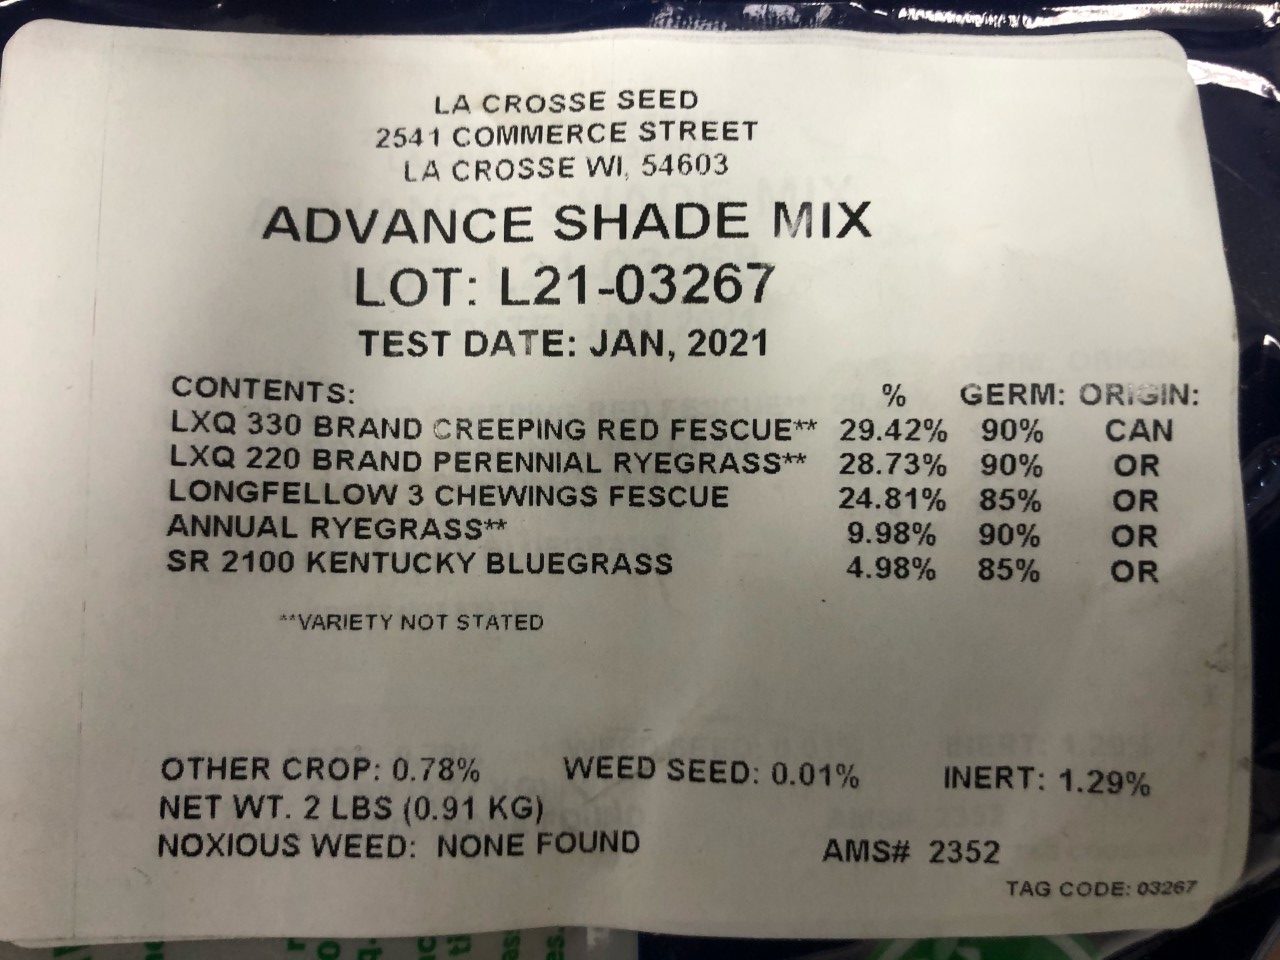 LA CROSSE SEED
2541 COMMERCE STREET
LA CROSSE WI, 54603
ADVANCE SHADE MIX
LOT: L21-03267
TEST DATE: JAN, 2021
CONTENTS: % GERM: ORIGIN:
LXQ 330 BRAND CREEPING RED FESCUE** 29.42% 90% CAN
LXQ 220 BRAND PERENNIAL RYEGRASS** 28.73% 90% OR
LONGFELLOW 3 CHEWINGS FESCUE 24.81% 85% OR
ANNUAL RYEGRASS** 9.98% 90% OR
SR 2100 KENTUCKY BLUEGRASS 4.98% 85% OR
**VARIETY NOT STATED
OTHER CROP: 0.78% WEED SEED: 0.01% INERT: 1.29%
NET WT. 2 LBS (0.91 KG)
NOXIOUS WEED: NONE FOUND AMS# 2352
TAG CODE: 03267